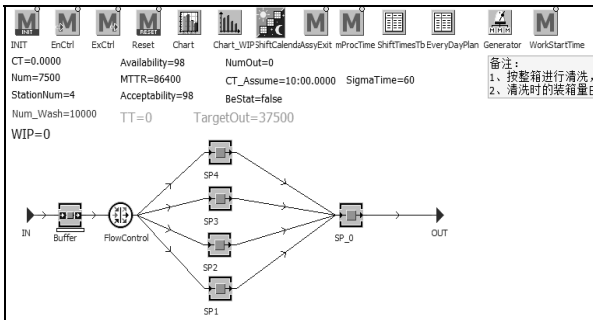 INIT EnCtrl ExCtrl Reset Chart Chart_WIP ShiftCalenda AssyExit mProcTime ShiftTimesTb EveryDayPlan Generator WorkStartTime
CT=0.0000 Availability=98 NumOut=0
Num=7500 MTTR=86400 CT_Assume=10:00.0000 SigmaTime=60
StationNum=4 Acceptability=98 BeStat=false
Num_Wash=10000 TT=0 TargetOut=37500
WIP=0
备注:
1、按整箱进行清洗,
2、清洗时的装箱量
SP4
SP3
IN Buffer FlowControl SP_0 OUT
SP2
SP1